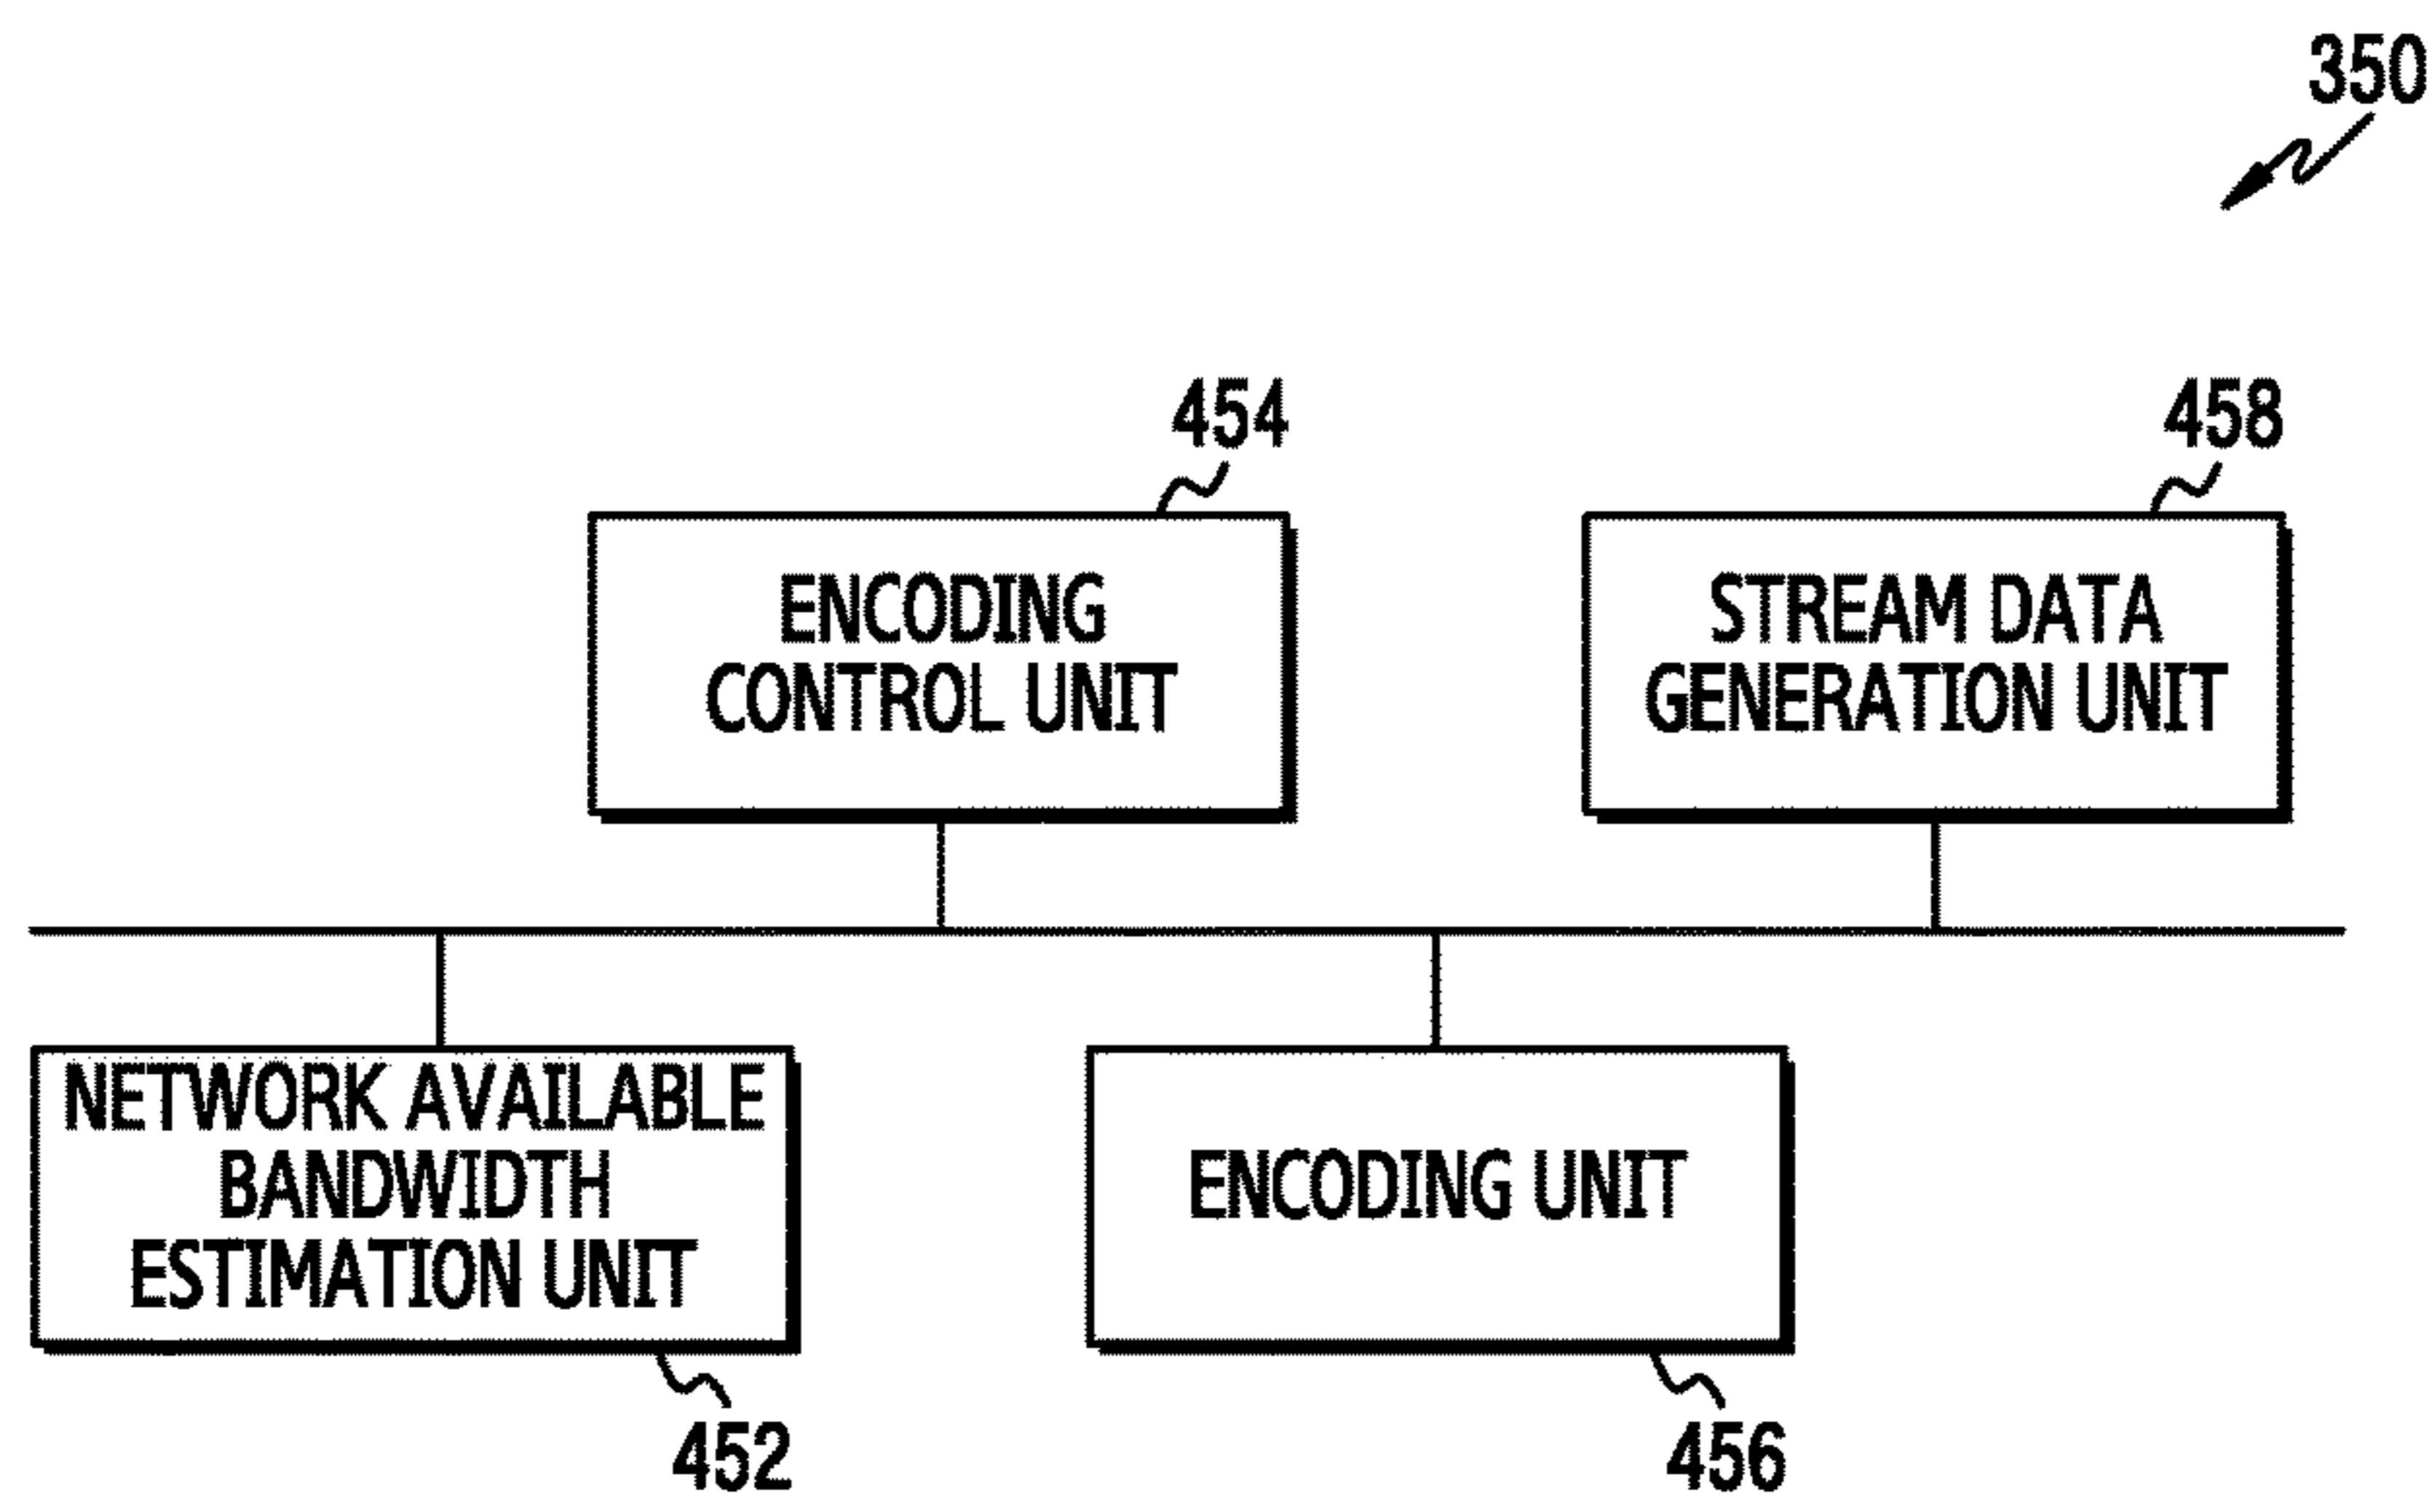 350
454
458
ENCODING
CONTROL UNIT
STREAM DATA
GENERATION UNIT
NETWORK AVAILABLE
BANDWIDTH
ESTIMATION UNIT
ENCODING UNIT
452
456